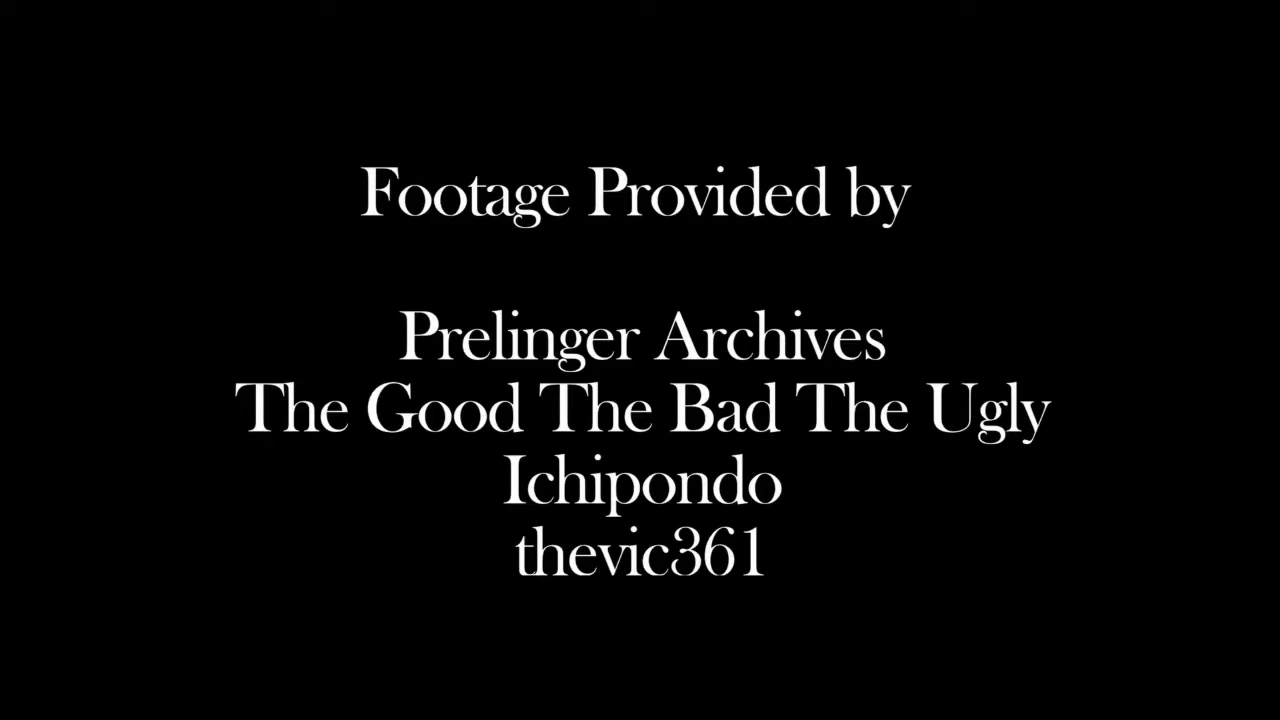 Footage Provided by
Prelinger Archives
The Good The Bad The Ugly
Ichipondo
thevic361